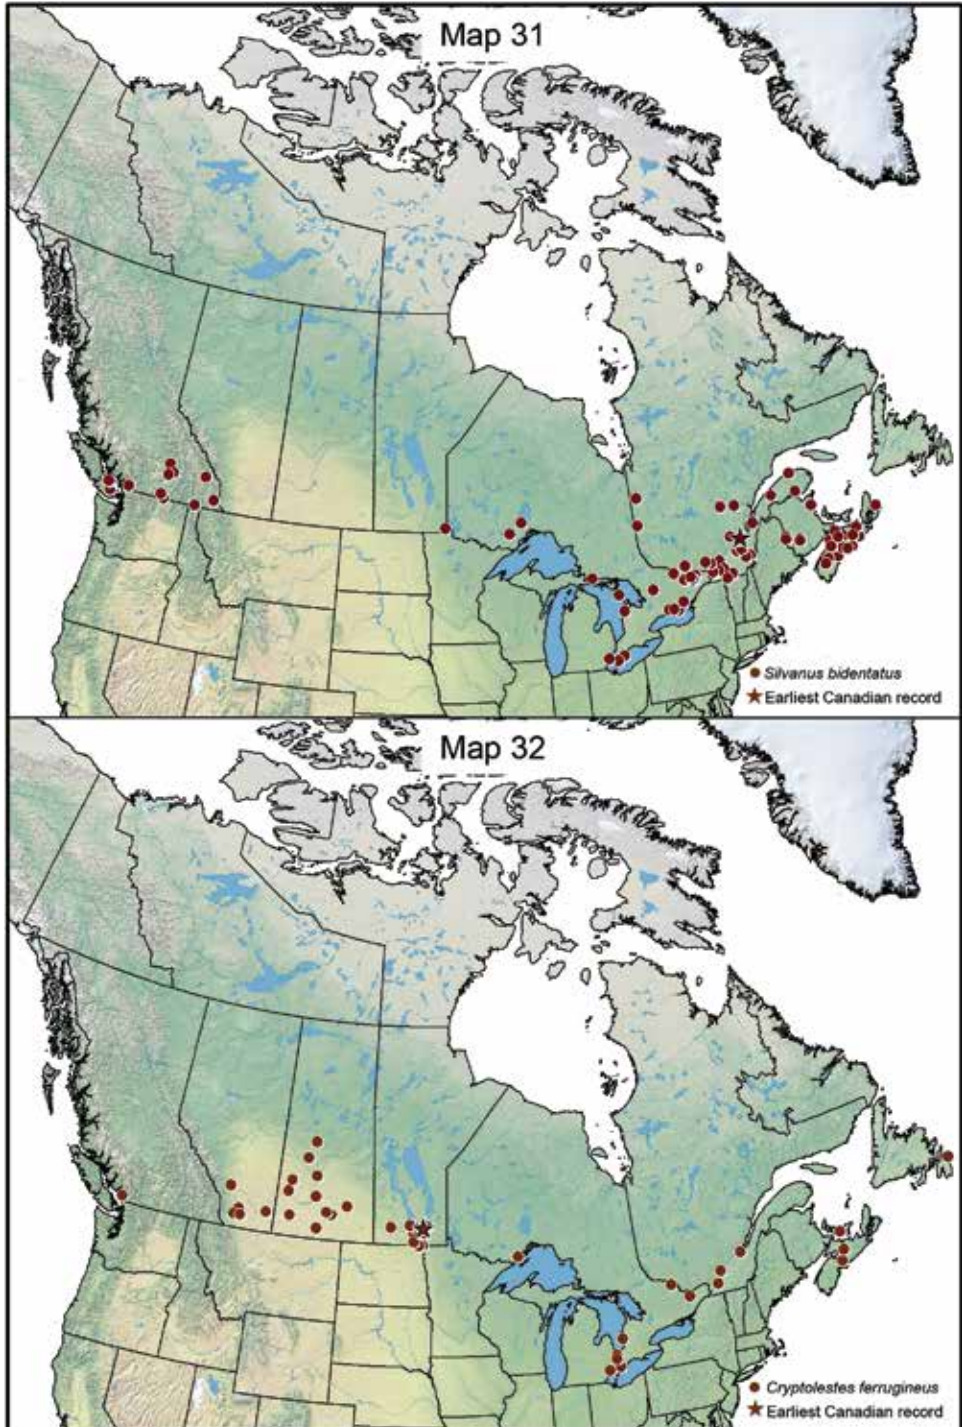 Map 31
Silvanus bidentatus
Earliest Canadian record
Map 32
Cryptolestes ferrugineus
Earliest Canadian record